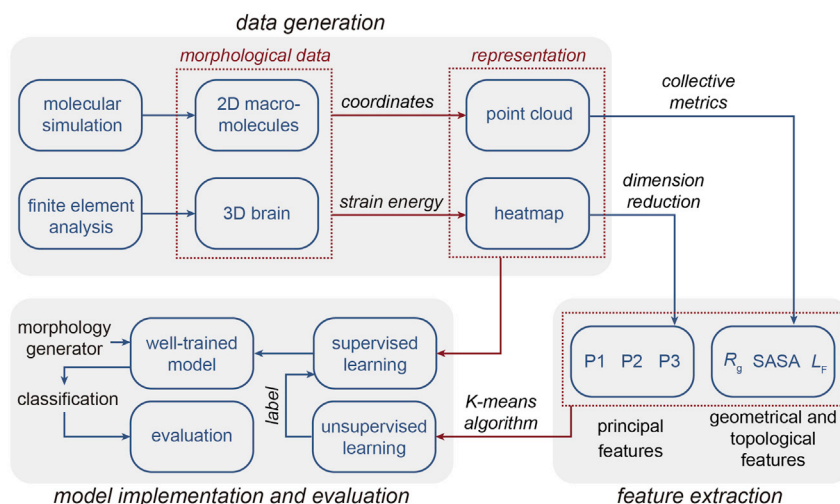 data generation
morphological data
representation
molecular
simulation
2D macro-
molecules
coordinates
point cloud
collective
metrics
finite element
analysis
3D brain
strain energy
heatmap
dimension
reduction
morphology
generator
well-trained
model
supervised
learning
classification
label
evaluation
unsupervised
learning
K-means
algorithm
P1 P2 P3
Rg SASA LF
principal
features
geometrical and
topological
features
model implementation and evaluation
feature extraction